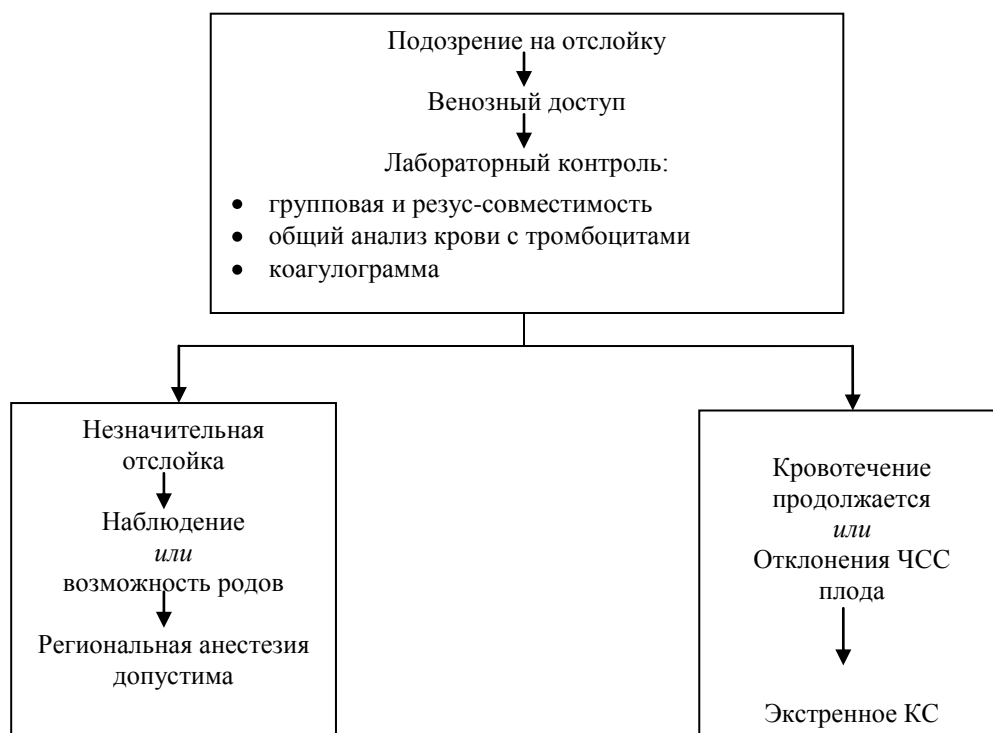 Подозрение на отслойку
Венозный доступ
Лабораторный контроль:
• групповая и резус-совместимость
• общий анализ крови с тромбоцитами
• коагулограмма
Незначительная
отслойка
Наблюдение
или
возможность родов
Региональная анестезия
допустима
Кровотечение
продолжается
или
Отклонения ЧСС
плода
Экстренное КС